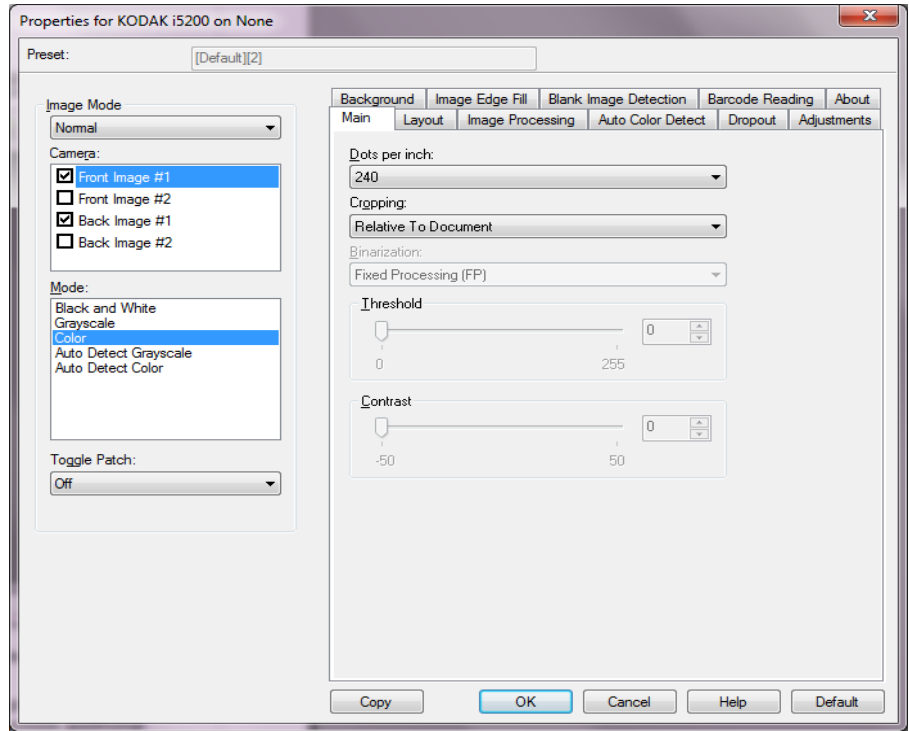 Properties for KODAK i5200 on None
Preset:
[Default][2]
Image Mode
Normal
Camera:
Front Image #1
Front Image #2
Back Image #1
Back Image #2
Mode:
Black and White
Grayscale
Color
Auto Detect Grayscale
Auto Detect Color
Toggle Patch:
Off
Background Image Edge Fill Blank Image Detection Barcode Reading About
Main Layout Image Processing Auto Color Detect Dropout Adjustments
Dots per inch:
240
Cropping:
Relative To Document
Binarization:
Fixed Processing (FP)
Threshold
0
0 255
Contrast
0
-50 50
Copy OK Cancel Help Default